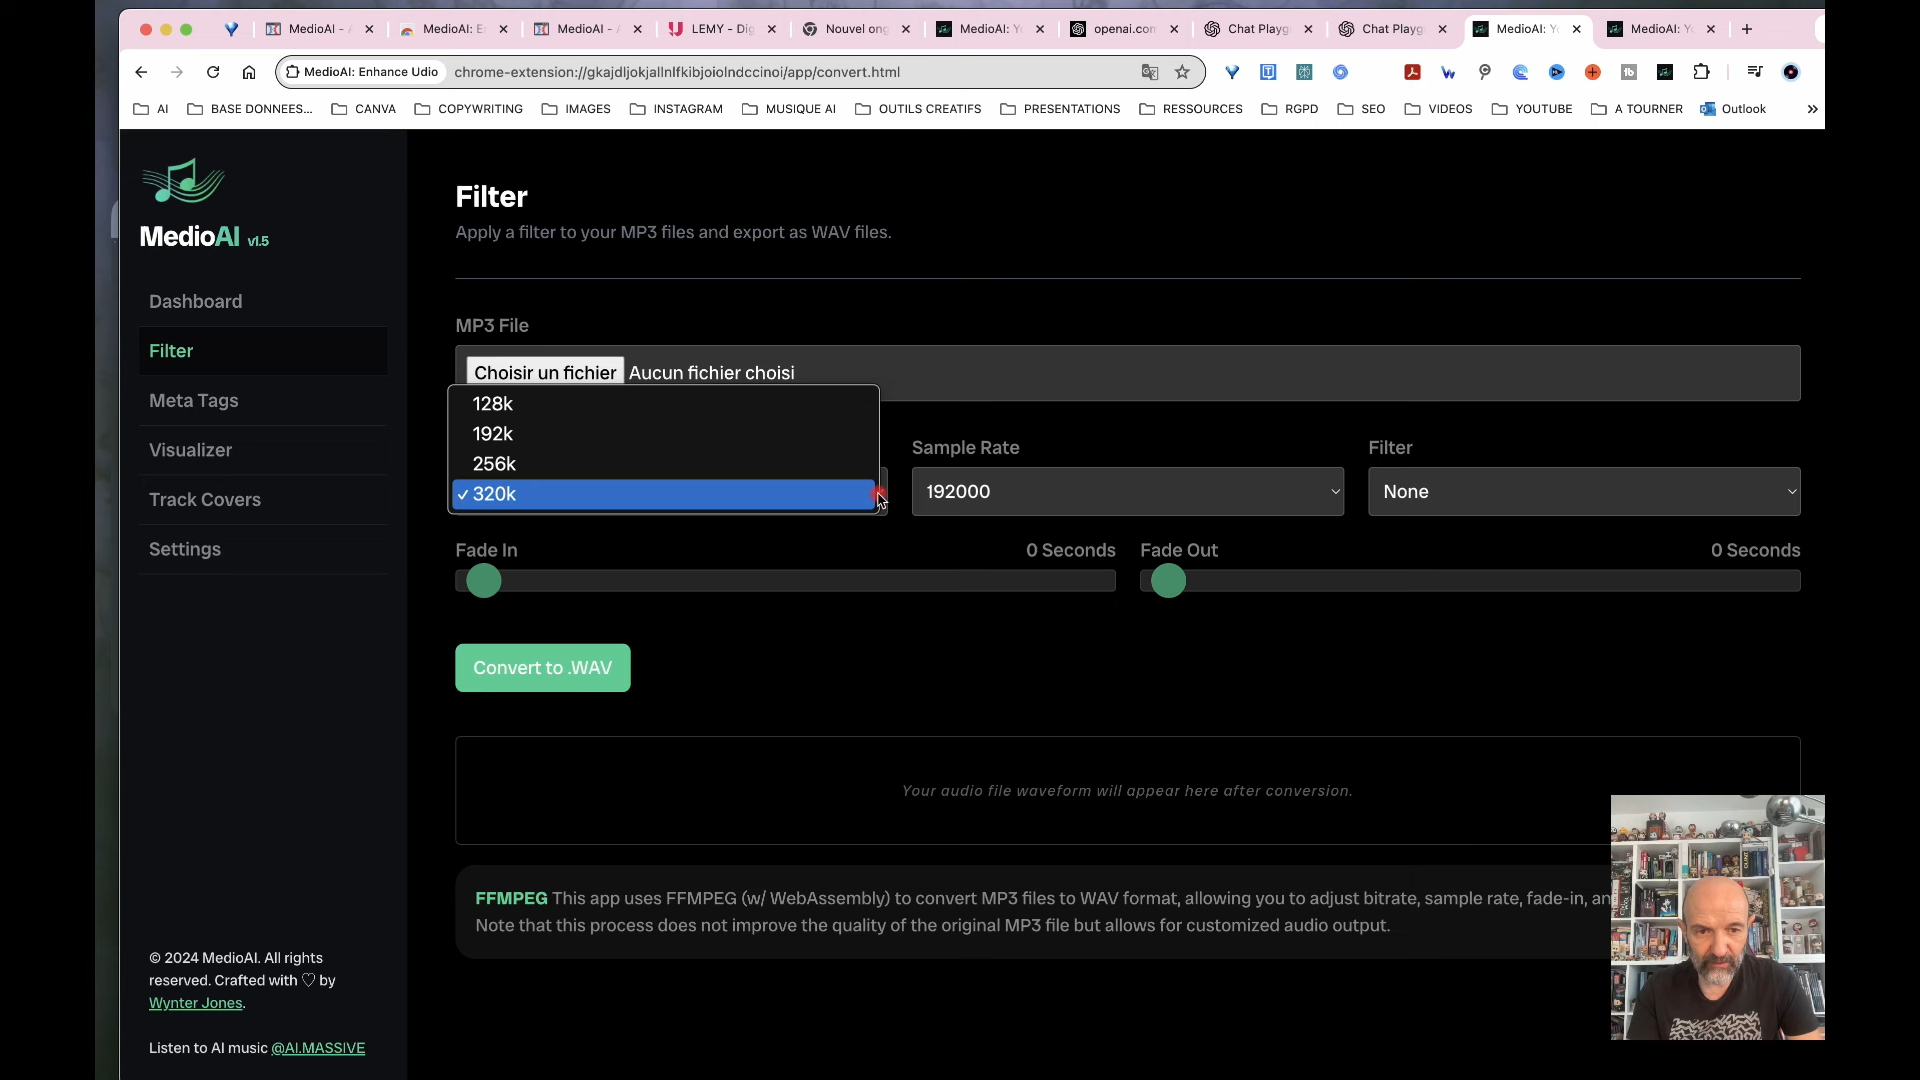 MedioAI -
MedioAI: E
MedioAI -
LEMY - Dig
Nouvel ong
MedioAI: Y
openai.com
Chat Playg
Chat Playg
MedioAI: Y
MedioAI: Y
MedioAI: Enhance Udio
chrome-extension://gkajdljokjallnlfkibjoiolndccinoi/app/convert.html
AI
BASE DONNEES...
CANVA
COPYWRITING
IMAGES
INSTAGRAM
MUSIQUE AI
OUTILS CREATIFS
PRESENTATIONS
RESSOURCES
RGPD
SEO
VIDEOS
YOUTUBE
A TOURNER
Outlook
MedioAI v1.5
Dashboard
Filter
Meta Tags
Visualizer
Track Covers
Settings
© 2024 MedioAI. All rights
reserved. Crafted with ♡ by
Wynter Jones.
Listen to AI music @AI.MASSIVE
Filter
Apply a filter to your MP3 files and export as WAV files.
MP3 File
Choisir un fichier Aucun fichier choisi
128k
192k
256k
✓ 320k
Sample Rate
192000
Filter
None
Fade In 0 Seconds
Fade Out 0 Seconds
Convert to .WAV
Your audio file waveform will appear here after conversion.
FFMPEG This app uses FFMPEG (w/ WebAssembly) to convert MP3 files to WAV format, allowing you to adjust bitrate, sample rate, fade-in, an
Note that this process does not improve the quality of the original MP3 file but allows for customized audio output.